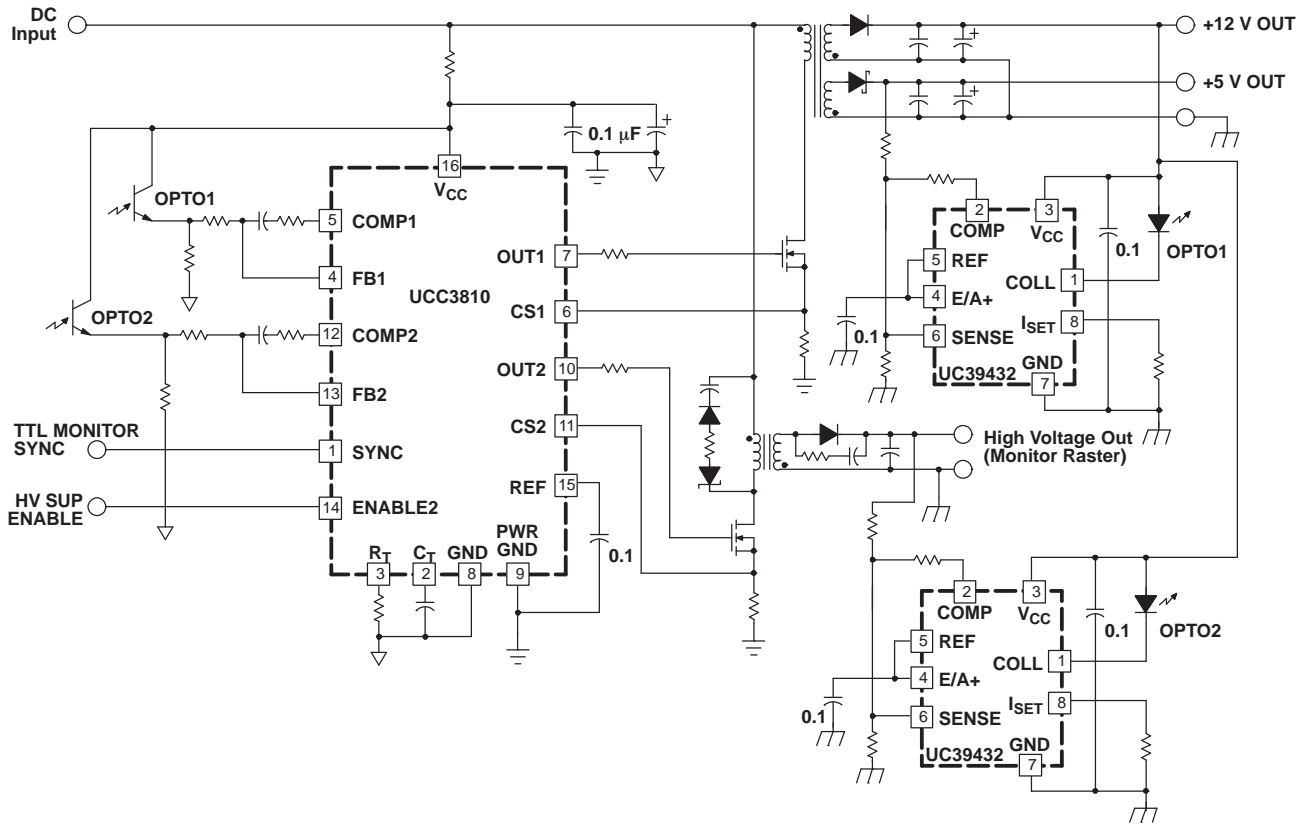 DC
Input
+12 V OUT
+5 V OUT
0.1 µF
16
VCC
OPTO1
5 COMP1
4 FB1
OPTO2
12 COMP2
13 FB2
TTL MONITOR
SYNC
1 SYNC
HV SUP
ENABLE
14 ENABLE2
UCC3810
OUT1 7
CS1 6
OUT2 10
CS2 11
REF 15
PWR
GND
RT CT GND
3 2 8 9
0.1
2
COMP
3
VCC
5 REF
4 E/A+
6 SENSE
COLL 1
ISET 8
GND
7
UC39432
0.1
0.1
OPTO1
High Voltage Out
(Monitor Raster)
2
COMP
3
VCC
5 REF
4 E/A+
6 SENSE
COLL 1
ISET 8
GND
7
UC39432
0.1
0.1
OPTO2